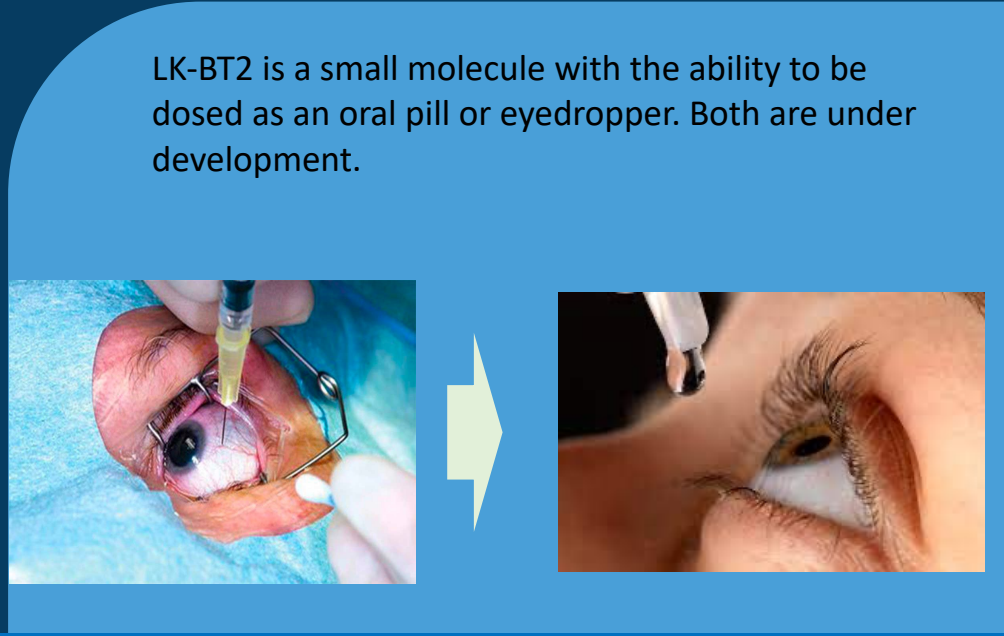 LK-BT2 is a small molecule with the ability to be
dosed as an oral pill or eyedropper. Both are under
development.